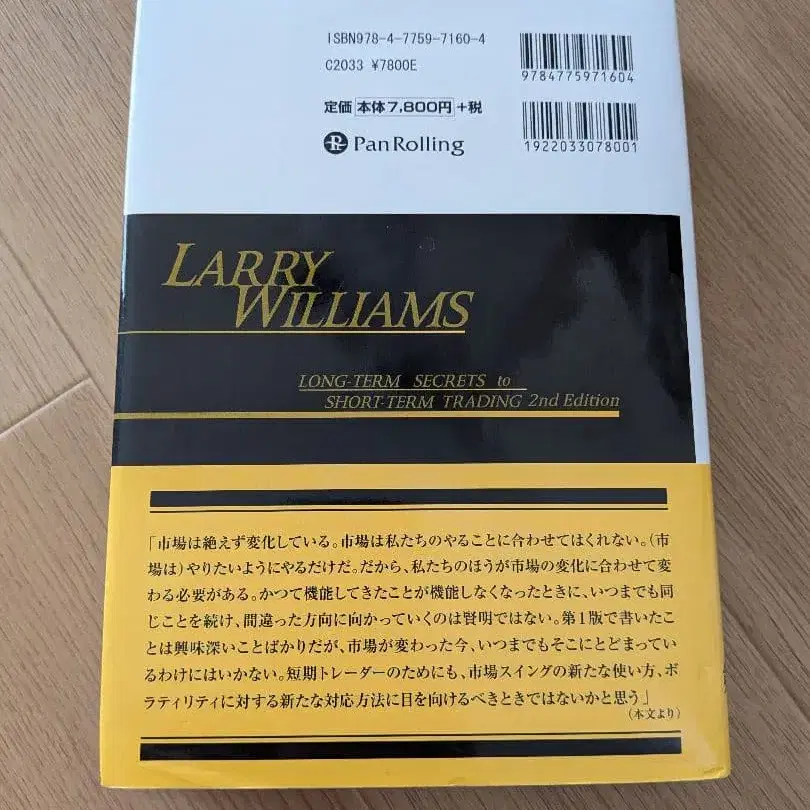 ISBN978-4-7759-7160-4
C2033 ¥7800E
9784775971604
定価 本体7,800円+税
1922033078001
PanRolling
LARRY
WILLIAMS
LONG-TERM SECRETS to
SHORT-TERM TRADING 2nd Edition
「市場は絶えず変化している。市場は私たちのやることに合わせてはくれない。(市
場は)やりたいようにやるだけだ。だから、私たちのほうが市場の変化に合わせて変
わる必要がある。かつて機能してきたことが機能しなくなったときに、いつまでも同
じことを続け、間違った方向に向かっていくのは賢明ではない。第1版で書いたこ
とは興味深いことばかりだが、市場が変わった今、いつまでもそこにとどまってい
るわけにはいかない。短期トレーダーのためにも、市場スイングの新たな使い方、ボ
ラティリティに対する新たな対応方法に目を向けるべきときではないかと思う」
(本文より)